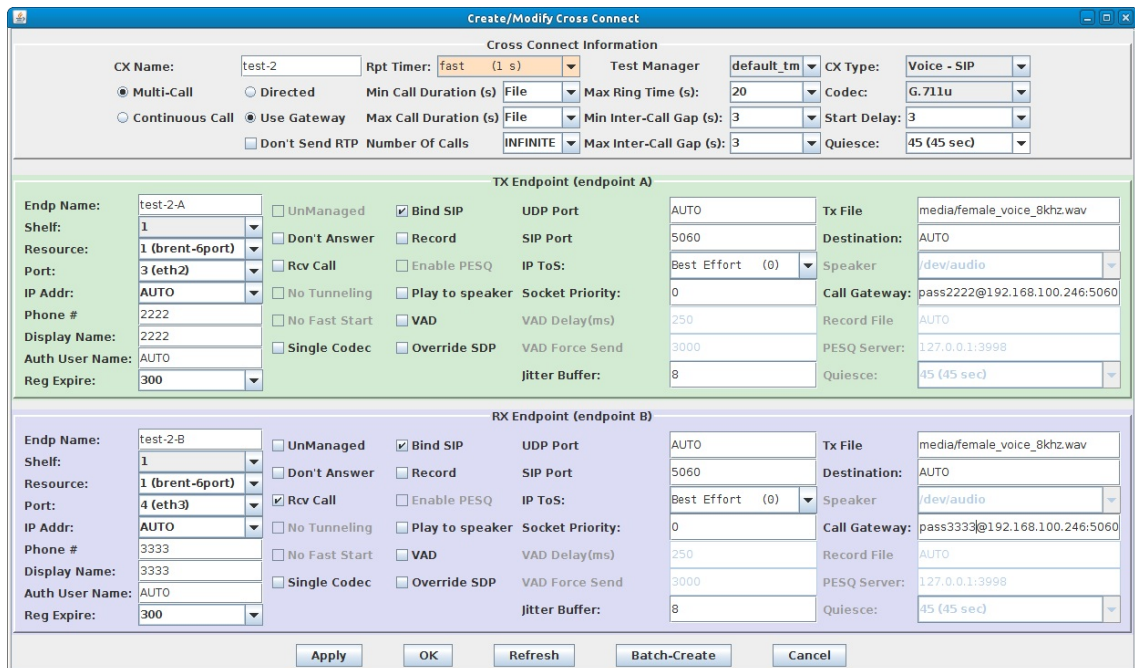 Create/Modify Cross Connect
Cross Connect Information
CX Name: test-2 Rpt Timer: fast (1 s) Test Manager default_tm CX Type: Voice - SIP
Multi-Call Directed Min Call Duration (s) File Max Ring Time (s): 20 Codec: G.711u
Continuous Call Use Gateway Max Call Duration (s) File Min Inter-Call Gap (s): 3 Start Delay: 3
Don't Send RTP Number Of Calls INFINITE Max Inter-Call Gap (s): 3 Quiesce: 45 (45 sec)
TX Endpoint (endpoint A)
Endp Name: test-2-A
Shelf: 1
Resource: 1 (brent-6port)
Port: 3 (eth2)
IP Addr: AUTO
Phone # 2222
Display Name: 2222
Auth User Name: AUTO
Reg Expire: 300
UnManaged Bind SIP UDP Port AUTO Tx File media/female_voice_8khz.wav
Don't Answer Record SIP Port 5060 Destination: AUTO
Rcv Call Enable PESQ IP ToS: Best Effort (0) Speaker /dev/audio
No Tunneling Play to speaker Socket Priority: 0 Call Gateway: pass2222@192.168.100.246:5060
No Fast Start VAD VAD Delay(ms) 250 Record File AUTO
Single Codec Override SDP VAD Force Send 3000 PESQ Server: 127.0.0.1:3998
Jitter Buffer: 8 Quiesce: 45 (45 sec)
RX Endpoint (endpoint B)
Endp Name: test-2-B
Shelf: 1
Resource: 1 (brent-6port)
Port: 4 (eth3)
IP Addr: AUTO
Phone # 3333
Display Name: 3333
Auth User Name: AUTO
Reg Expire: 300
UnManaged Bind SIP UDP Port AUTO Tx File media/female_voice_8khz.wav
Don't Answer Record SIP Port 5060 Destination: AUTO
Rcv Call Enable PESQ IP ToS: Best Effort (0) Speaker /dev/audio
No Tunneling Play to speaker Socket Priority: 0 Call Gateway: pass3333@192.168.100.246:5060
No Fast Start VAD VAD Delay(ms) 250 Record File AUTO
Single Codec Override SDP VAD Force Send 3000 PESQ Server: 127.0.0.1:3998
Jitter Buffer: 8 Quiesce: 45 (45 sec)
Apply OK Refresh Batch-Create Cancel